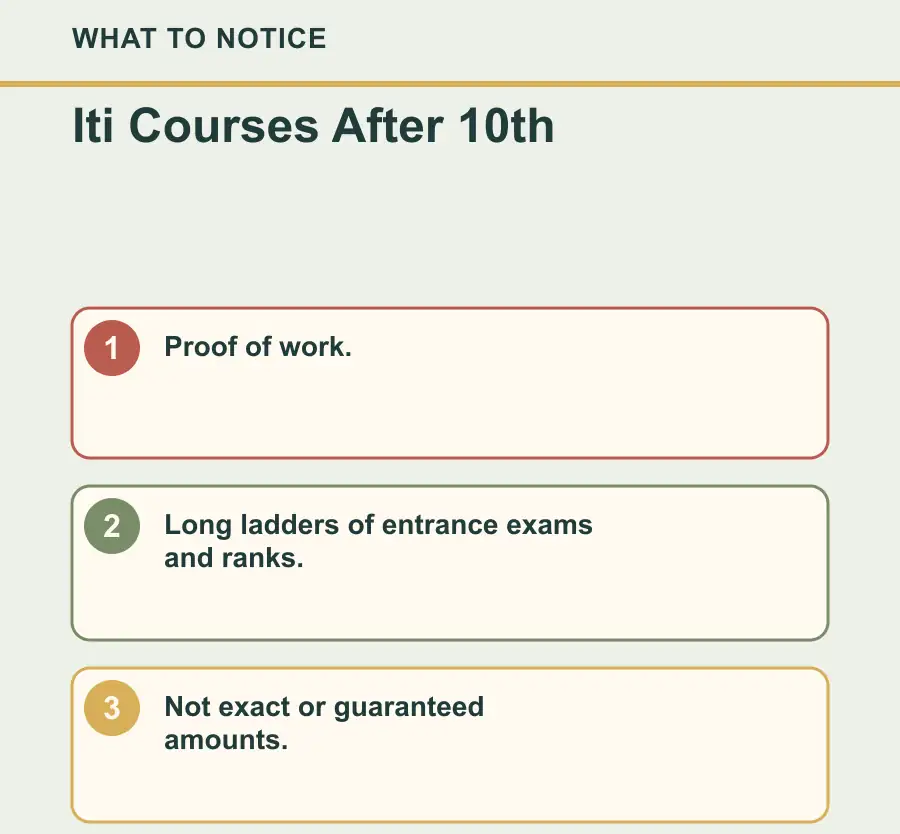 WHAT TO NOTICE
Iti Courses After 10th
1
Proof of work.
2
Long ladders of entrance exams
and ranks.
3
Not exact or guaranteed
amounts.